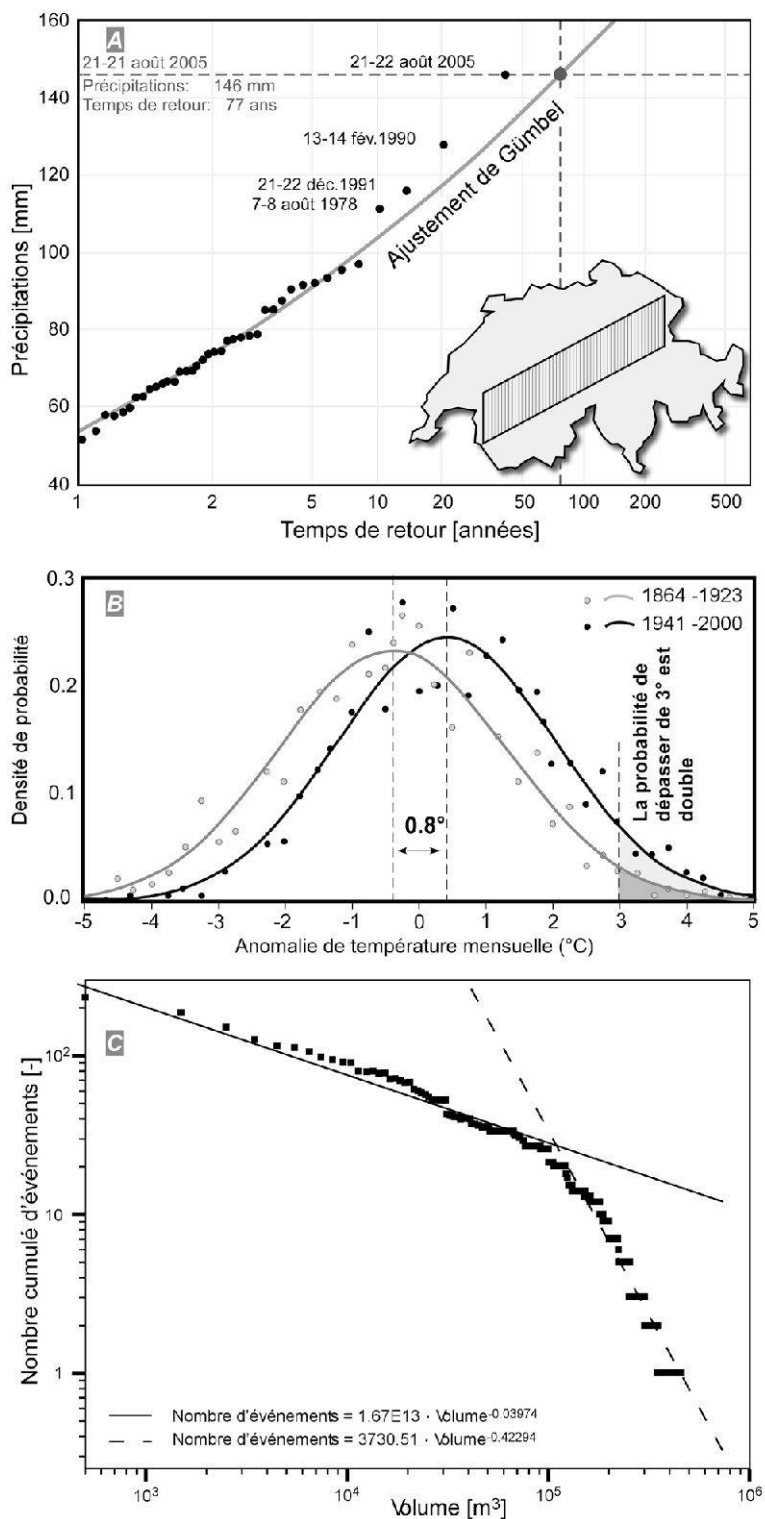 A
21-21 août 2005
Précipitations: 146 mm
Temps de retour: 77 ans
21-22 août 2005
13-14 fév.1990
21-22 déc.1991
7-8 août 1978
Ajustement de Gümbel
Précipitations [mm]
160
140
120
100
80
60
40
1 2 5 10 20 50 100 200 500
Temps de retour [années]
B
1864 -1923
1941 -2000
La probabilité de
dépasser de 3° est
double
0.8°
Densité de probabilité
0.3
0.2
0.1
0.0
-5 -4 -3 -2 -1 0 1 2 3 4 5
Anomalie de température mensuelle (°C)
C
Nombre cumulé d'événements [-]
10²
10
1
Nombre d'événements = 1.67E13 · Volume-0.03974
Nombre d'événements = 3730.51 · Volume-0.42294
10³ 10⁴ 10⁵ 10⁶
Volume [m³]